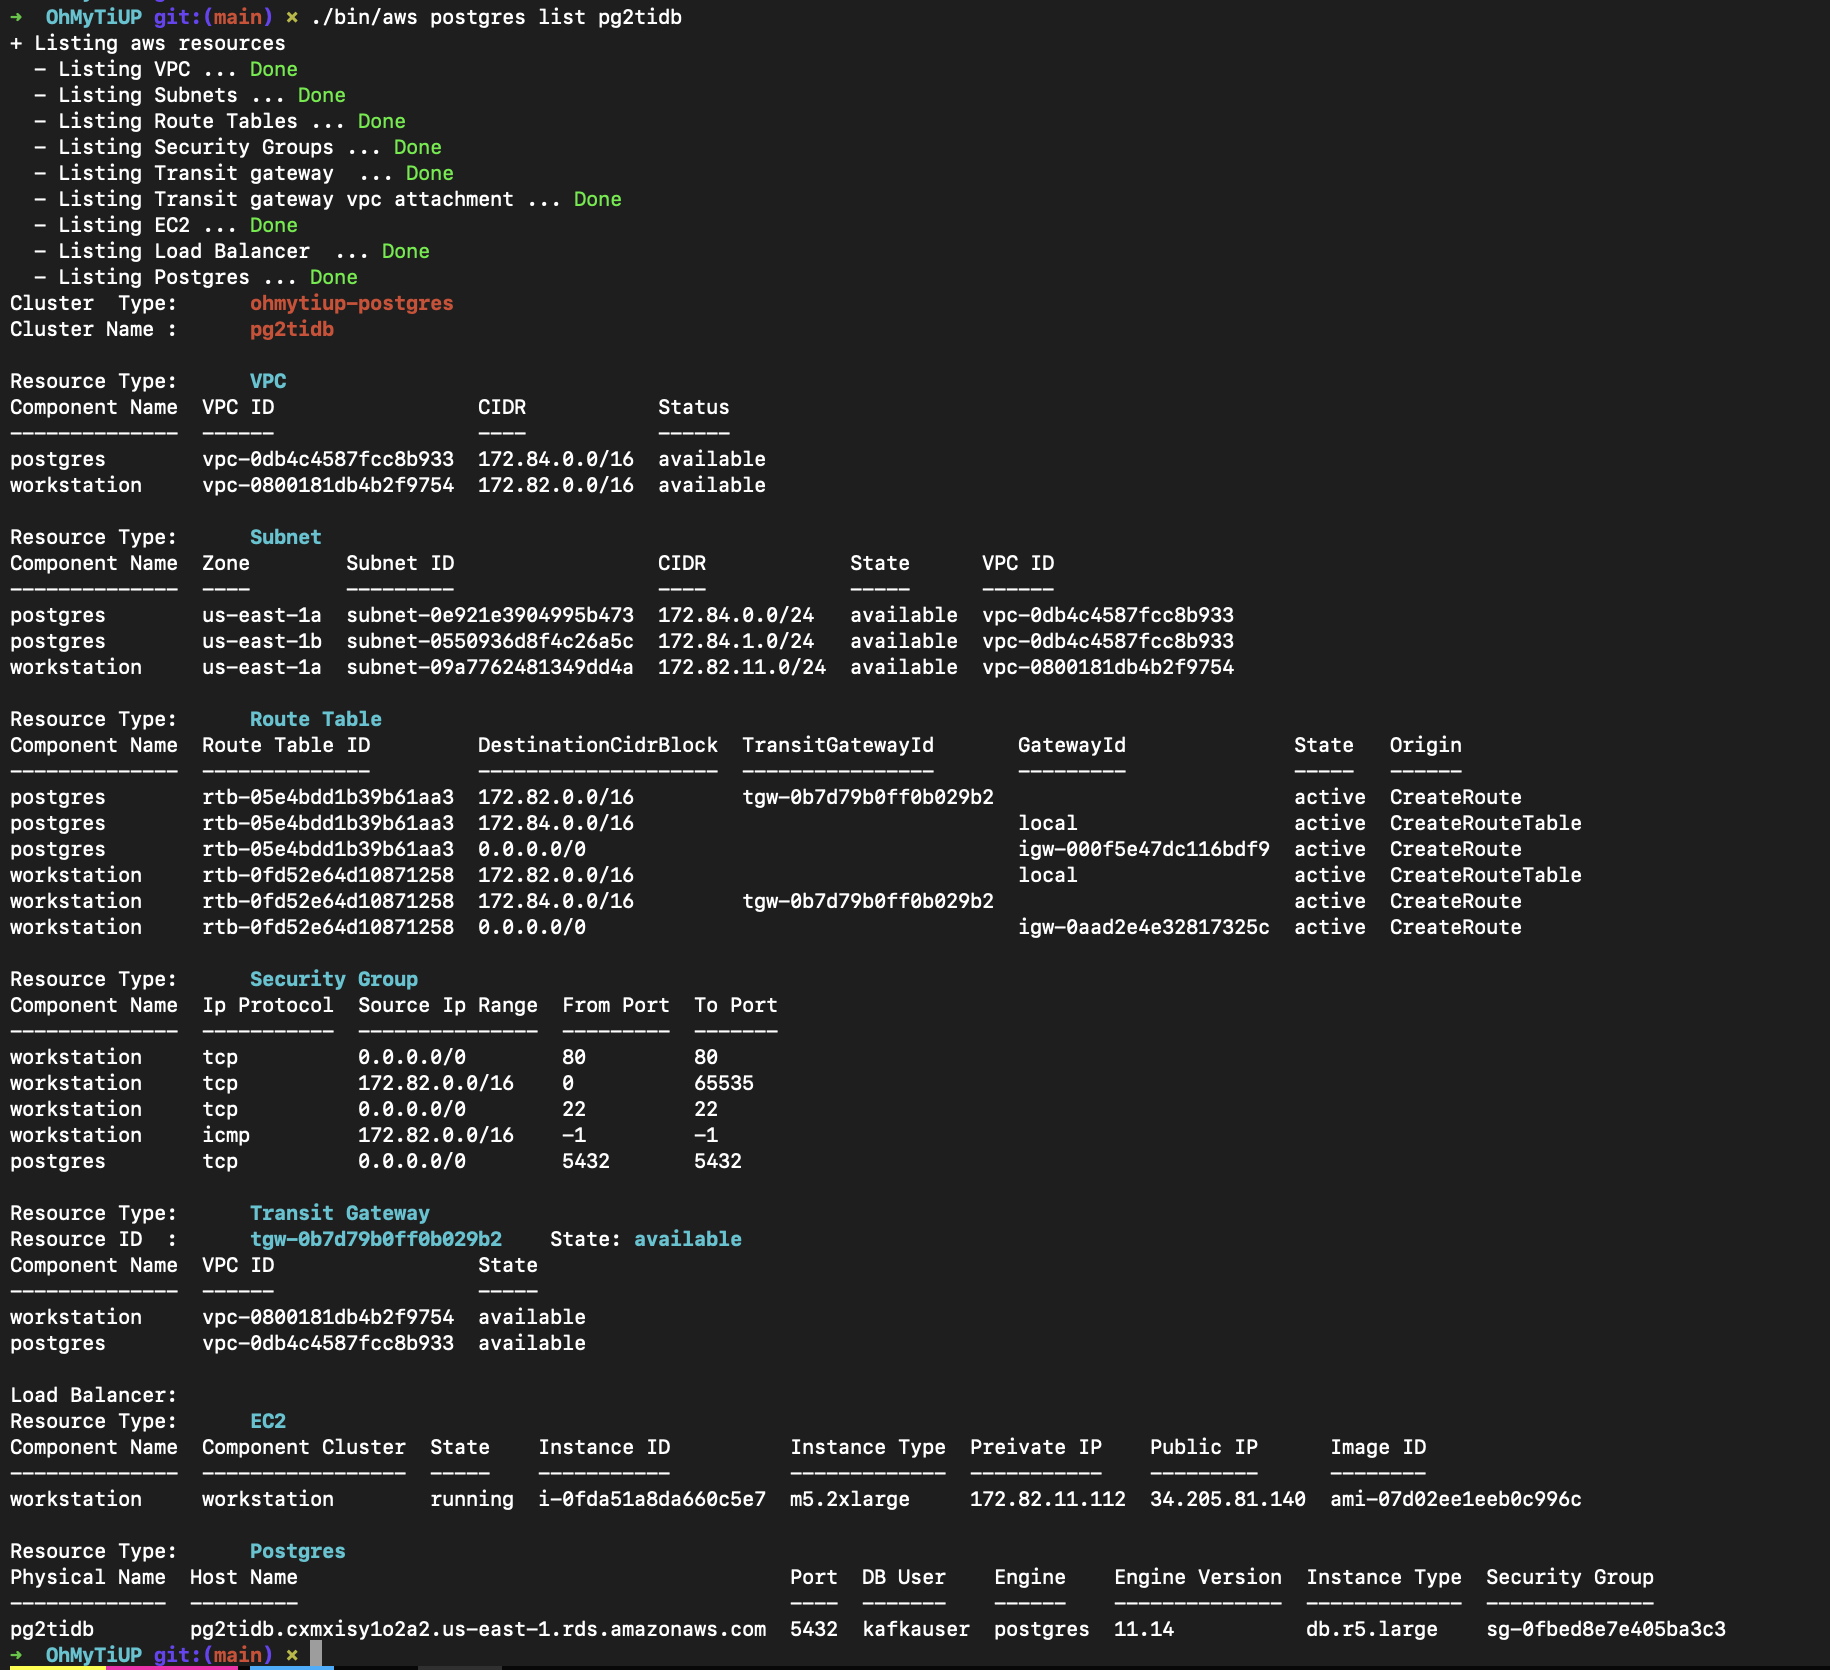 ➜  OhMyTiUP git:(main) ✗ ./bin/aws postgres list pg2tidb
+ Listing aws resources
  - Listing VPC ... Done
  - Listing Subnets ... Done
  - Listing Route Tables ... Done
  - Listing Security Groups ... Done
  - Listing Transit gateway  ... Done
  - Listing Transit gateway vpc attachment ... Done
  - Listing EC2 ... Done
  - Listing Load Balancer  ... Done
  - Listing Postgres ... Done
Cluster  Type:      ohmytiup-postgres
Cluster Name :      pg2tidb

Resource Type:      VPC
Component Name  VPC ID                 CIDR           Status
--------------  ------                 ----           ------
postgres        vpc-0db4c4587fcc8b933  172.84.0.0/16  available
workstation     vpc-0800181db4b2f9754  172.82.0.0/16  available

Resource Type:      Subnet
Component Name  Zone        Subnet ID                 CIDR            State      VPC ID
--------------  ----        ---------                 ----            -----      ------
postgres        us-east-1a  subnet-0e921e3904995b473  172.84.0.0/24   available  vpc-0db4c4587fcc8b933
postgres        us-east-1b  subnet-0550936d8f4c26a5c  172.84.1.0/24   available  vpc-0db4c4587fcc8b933
workstation     us-east-1a  subnet-09a7762481349dd4a  172.82.11.0/24  available  vpc-0800181db4b2f9754

Resource Type:      Route Table
Component Name  Route Table ID         DestinationCidrBlock  TransitGatewayId       GatewayId              State   Origin
--------------  --------------         --------------------  ----------------       ---------              -----   ------
postgres        rtb-05e4bdd1b39b61aa3  172.82.0.0/16         tgw-0b7d79b0ff0b029b2                         active  CreateRoute
postgres        rtb-05e4bdd1b39b61aa3  172.84.0.0/16                                local                  active  CreateRouteTable
postgres        rtb-05e4bdd1b39b61aa3  0.0.0.0/0                                    igw-000f5e47dc116bdf9  active  CreateRoute
workstation     rtb-0fd52e64d10871258  172.82.0.0/16                                local                  active  CreateRouteTable
workstation     rtb-0fd52e64d10871258  172.84.0.0/16         tgw-0b7d79b0ff0b029b2                         active  CreateRoute
workstation     rtb-0fd52e64d10871258  0.0.0.0/0                                    igw-0aad2e4e32817325c  active  CreateRoute

Resource Type:      Security Group
Component Name  Ip Protocol  Source Ip Range  From Port  To Port
--------------  -----------  ---------------  ---------  -------
workstation     tcp          0.0.0.0/0        80         80
workstation     tcp          172.82.0.0/16    0          65535
workstation     tcp          0.0.0.0/0        22         22
workstation     icmp         172.82.0.0/16    -1         -1
postgres        tcp          0.0.0.0/0        5432       5432

Resource Type:      Transit Gateway
Resource ID  :      tgw-0b7d79b0ff0b029b2    State: available
Component Name  VPC ID                 State
--------------  ------                 -----
workstation     vpc-0800181db4b2f9754  available
postgres        vpc-0db4c4587fcc8b933  available

Load Balancer:
Resource Type:      EC2
Component Name  Component Cluster  State    Instance ID          Instance Type  Preivate IP    Public IP      Image ID
--------------  -----------------  -----    -----------          -------------  -----------    ---------      --------
workstation     workstation        running  i-0fda51a8da660c5e7  m5.2xlarge     172.82.11.112  34.205.81.140  ami-07d02ee1eeb0c996c

Resource Type:      Postgres
Physical Name  Host Name                                         Port  DB User    Engine    Engine Version  Instance Type  Security Group
-------------  ---------                                         ----  -------    ------    --------------  -------------  --------------
pg2tidb        pg2tidb.cxmxisy1o2a2.us-east-1.rds.amazonaws.com  5432  kafkauser  postgres  11.14           db.r5.large    sg-0fbed8e7e405ba3c3
➜  OhMyTiUP git:(main) ✗